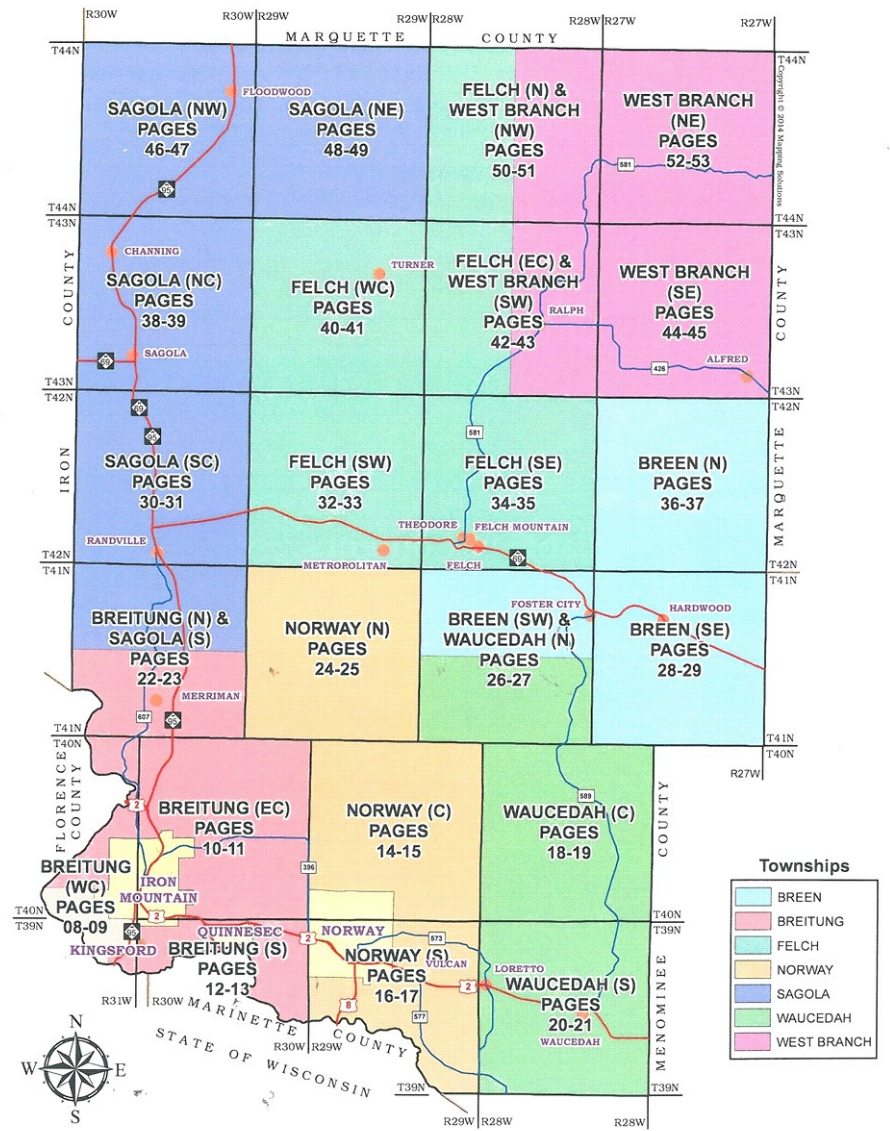 R30W
R30W
R29W
R29W
R28W
R28W
R27W
R27W
MARQUETTE COUNTY
T44N
T44N
Copyright © 2014 Mapping Solutions
FLOODWOOD
SAGOLA (NW)
PAGES
46-47
SAGOLA (NE)
PAGES
48-49
FELCH (N) &
WEST BRANCH
(NW)
PAGES
50-51
WEST BRANCH
(NE)
PAGES
52-53
581
95
T44N
T43N
T44N
T43N
CHANNING
TURNER
SAGOLA (NC)
PAGES
38-39
FELCH (WC)
PAGES
40-41
FELCH (EC) &
WEST BRANCH
(SW)
PAGES
42-43
WEST BRANCH
(SE)
PAGES
44-45
RALPH
ALFRED
426
SAGOLA
69
COUNTY
COUNTY
T43N
T42N
T43N
T42N
69
95
581
IRON
MARQUETTE
SAGOLA (SC)
PAGES
30-31
FELCH (SW)
PAGES
32-33
FELCH (SE)
PAGES
34-35
BREEN (N)
PAGES
36-37
RANDVILLE
THEODORE
FELCH MOUNTAIN
METROPOLITAN
FELCH
69
T42N
T41N
T42N
T41N
FOSTER CITY
HARDWOOD
BREITUNG (N) &
SAGOLA (S)
PAGES
22-23
NORWAY (N)
PAGES
24-25
BREEN (SW) &
WAUCEDAH (N)
PAGES
26-27
BREEN (SE)
PAGES
28-29
MERRIMAN
607
95
T41N
T40N
T41N
T40N
R27W
FLORENCE
COUNTY
2
589
BREITUNG (EC)
PAGES
10-11
NORWAY (C)
PAGES
14-15
WAUCEDAH (C)
PAGES
18-19
COUNTY
396
BREITUNG
(WC)
PAGES
08-09
IRON
MOUNTAIN
2
T40N
T39N
T40N
T39N
95
KINGSFORD
QUINNESEC
2
NORWAY
573
BREITUNG (S)
PAGES
12-13
NORWAY (S)
PAGES
16-17
VULCAN
LORETTO
2
8
577
WAUCEDAH (S)
PAGES
20-21
WAUCEDAH
MENOMINEE
R31W
R30W
MARINETTE COUNTY
R30W
R29W
STATE OF WISCONSIN
T39N
T39N
R29W
R28W
R28W
N
W
E
S
Townships
BREEN
BREITUNG
FELCH
NORWAY
SAGOLA
WAUCEDAH
WEST BRANCH